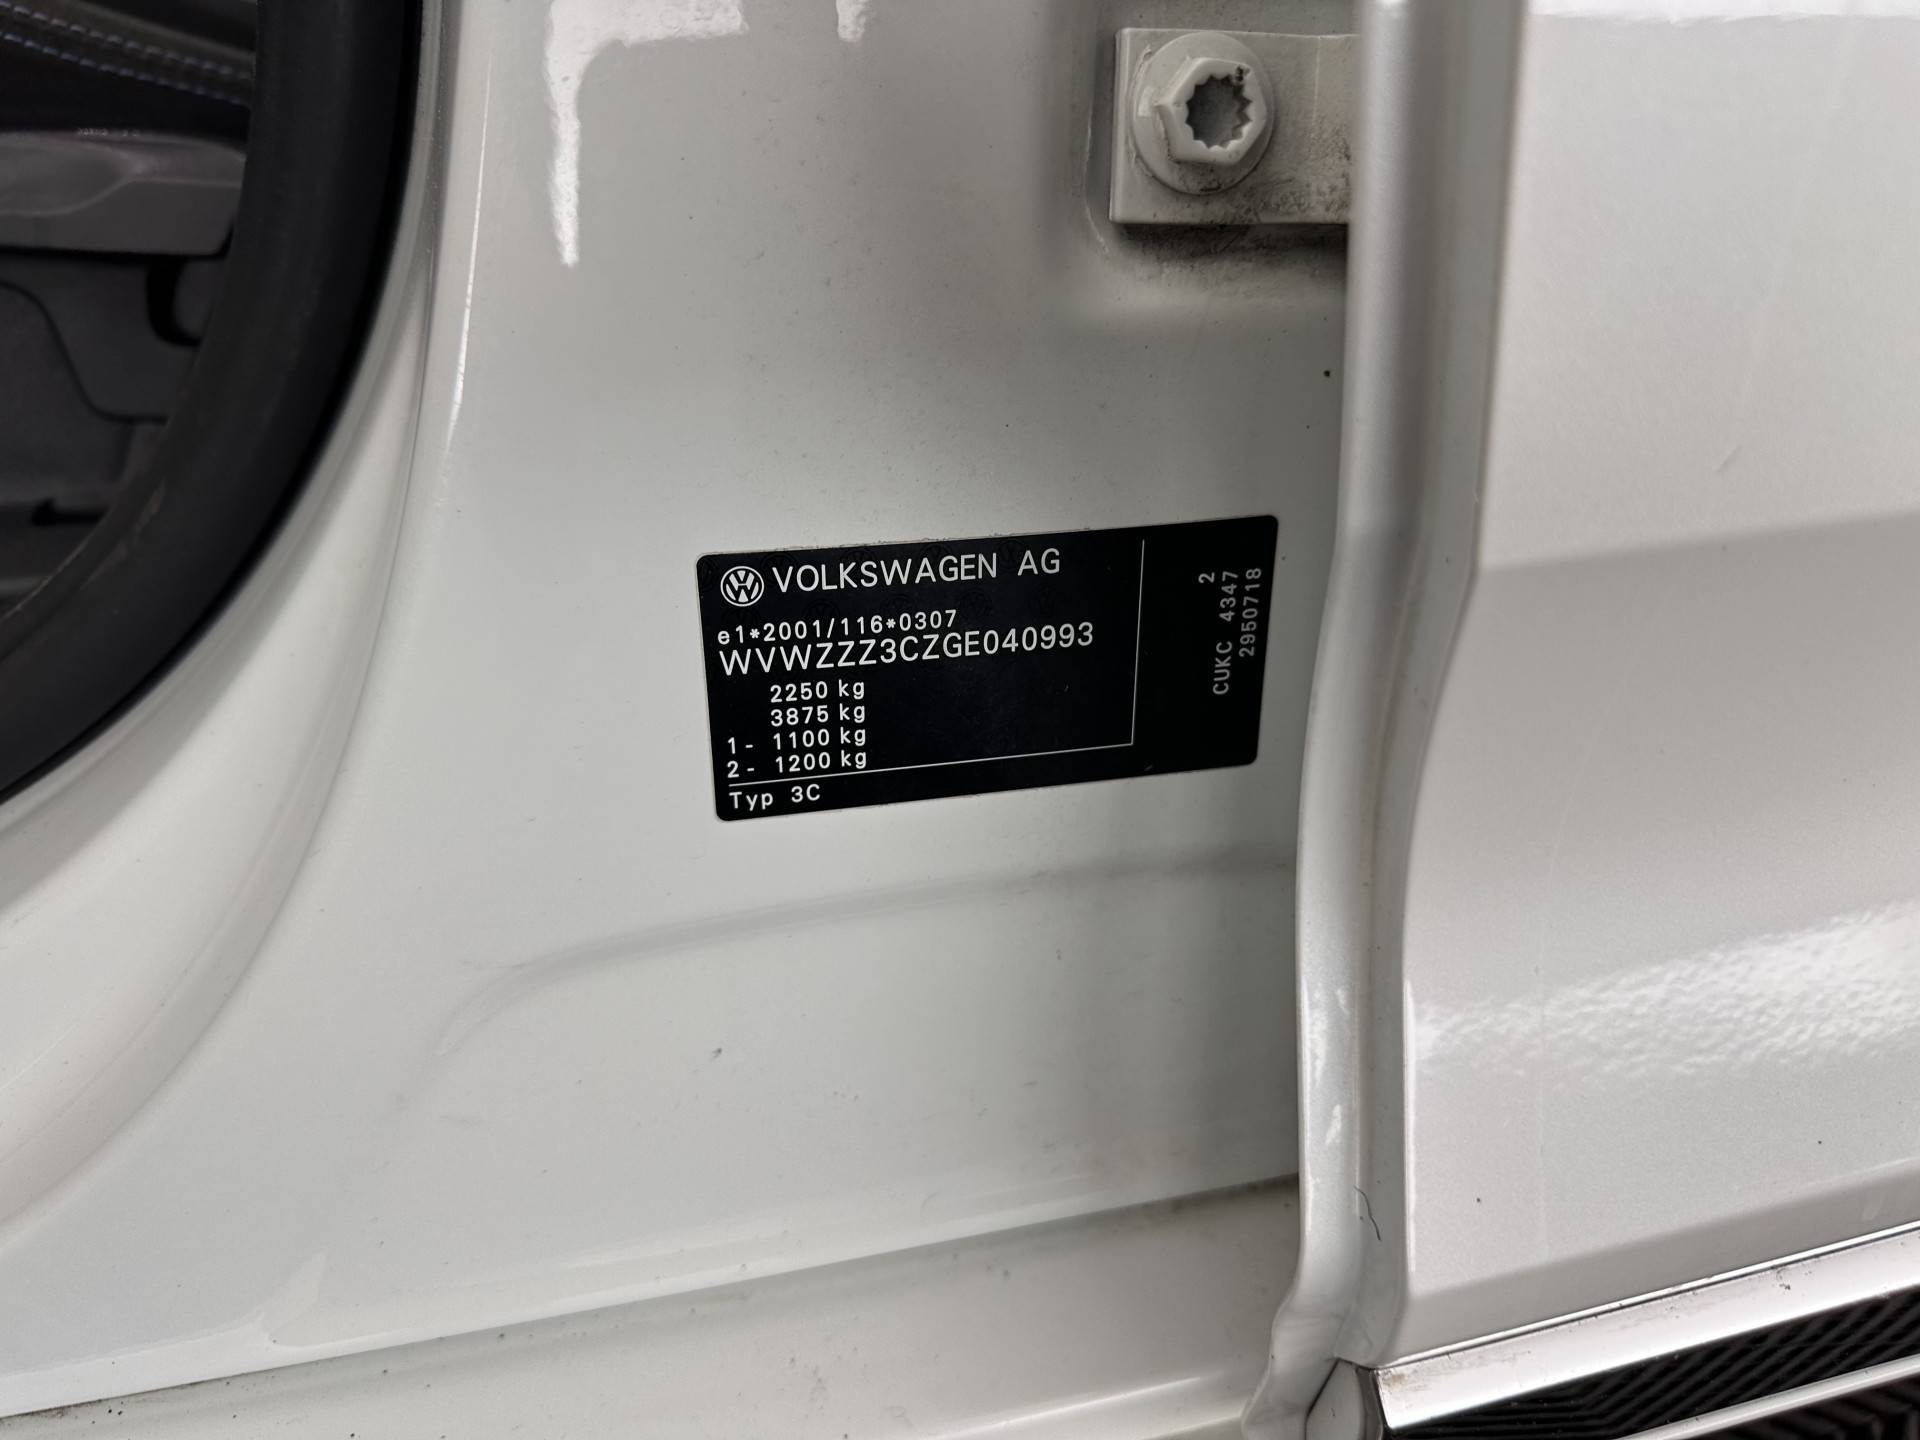 VOLKSWAGEN AG
e1*2001/116*0307
WVWZZZ3CZGE040993
2250 kg
3875 kg
1- 1100 kg
2- 1200 kg
Typ 3C
2
CUKC 4347
2950718